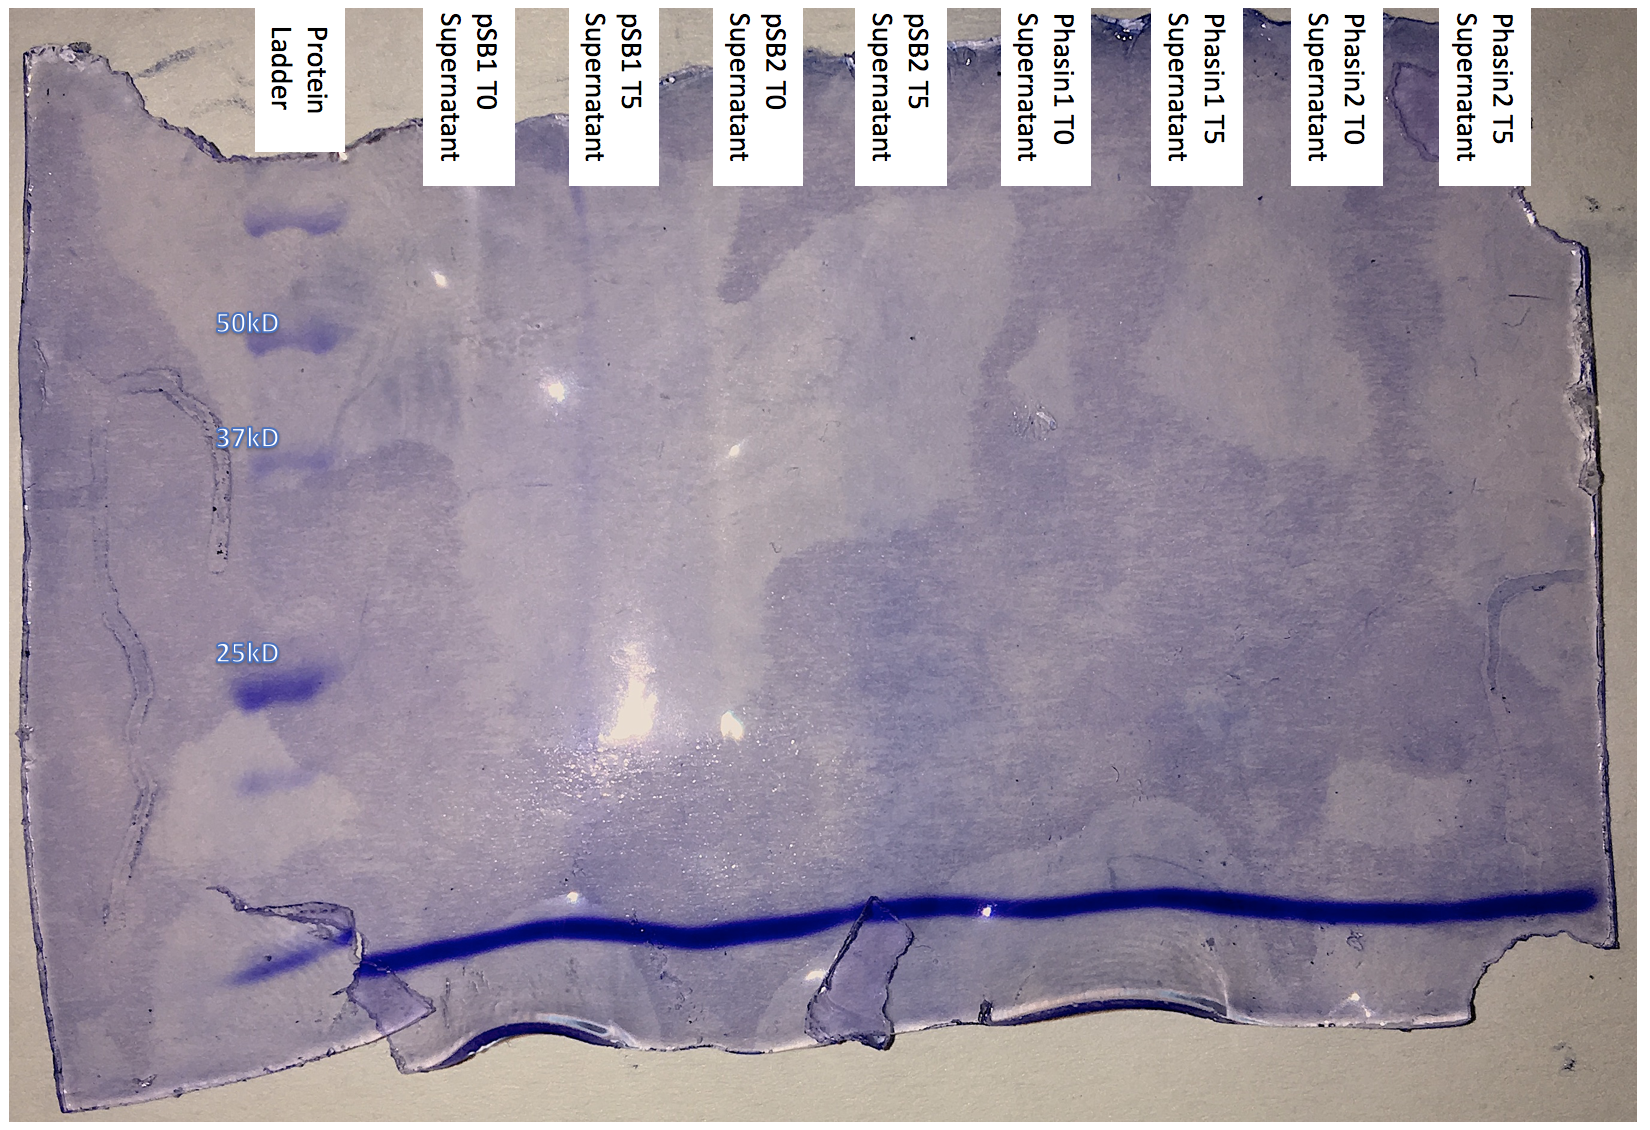 Protein
Ladder
pSB1 T0
Supernatant
pSB1 T5
Supernatant
pSB2 T0
Supernatant
pSB2 T5
Supernatant
Phasin1 T0
Supernatant
Phasin1 T5
Supernatant
Phasin2 T0
Supernatant
Phasin2 T5
Supernatant
50kD
37kD
25kD